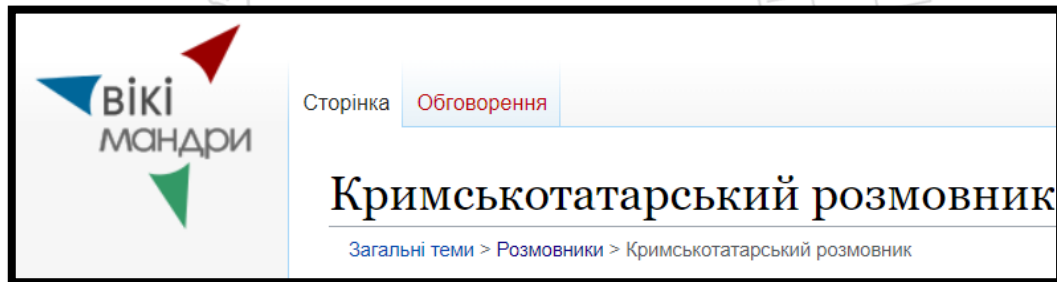 вікі
мандри
Сторінка Обговорення
Кримськотатарський розмовник
Загальні теми > Розмовники > Кримськотатарський розмовник